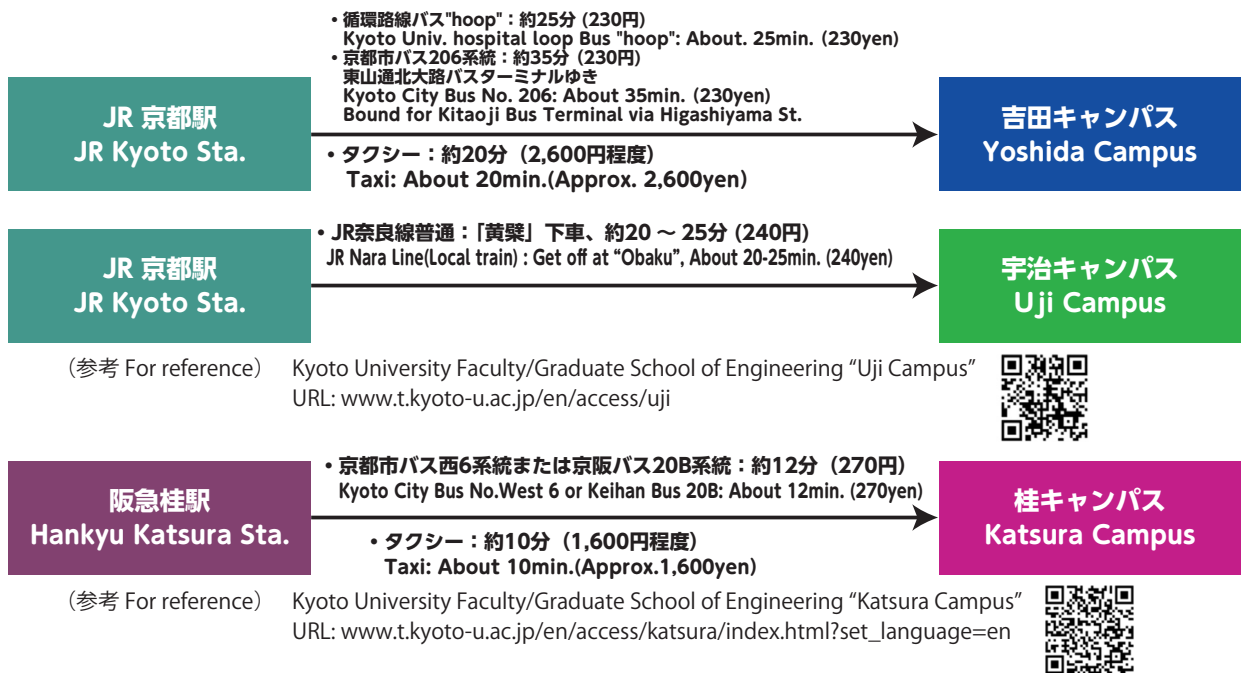 ・循環路線バス"hoop"：約25分 (230円)
Kyoto Univ. hospital loop Bus "hoop": About. 25min. (230yen)
・京都市バス206系統：約35分 (230円)
東山通北大路バスターミナルゆき
Kyoto City Bus No. 206: About 35min. (230yen)
Bound for Kitaoji Bus Terminal via Higashiyama St.
JR 京都駅
JR Kyoto Sta.
吉田キャンパス
Yoshida Campus
・タクシー：約20分（2,600円程度）
Taxi: About 20min.(Approx. 2,600yen)
・JR奈良線普通：「黄檗」下車、約20 ～ 25分 (240円)
JR Nara Line(Local train) : Get off at “Obaku”, About 20-25min. (240yen)
JR 京都駅
JR Kyoto Sta.
宇治キャンパス
Uji Campus
（参考 For reference） Kyoto University Faculty/Graduate School of Engineering “Uji Campus”
URL: www.t.kyoto-u.ac.jp/en/access/uji
・京都市バス西6系統または京阪バス20B系統：約12分（270円）
Kyoto City Bus No.West 6 or Keihan Bus 20B: About 12min. (270yen)
阪急桂駅
Hankyu Katsura Sta.
桂キャンパス
Katsura Campus
・タクシー：約10分（1,600円程度）
Taxi: About 10min.(Approx.1,600yen)
（参考 For reference） Kyoto University Faculty/Graduate School of Engineering “Katsura Campus”
URL: www.t.kyoto-u.ac.jp/en/access/katsura/index.html?set_language=en